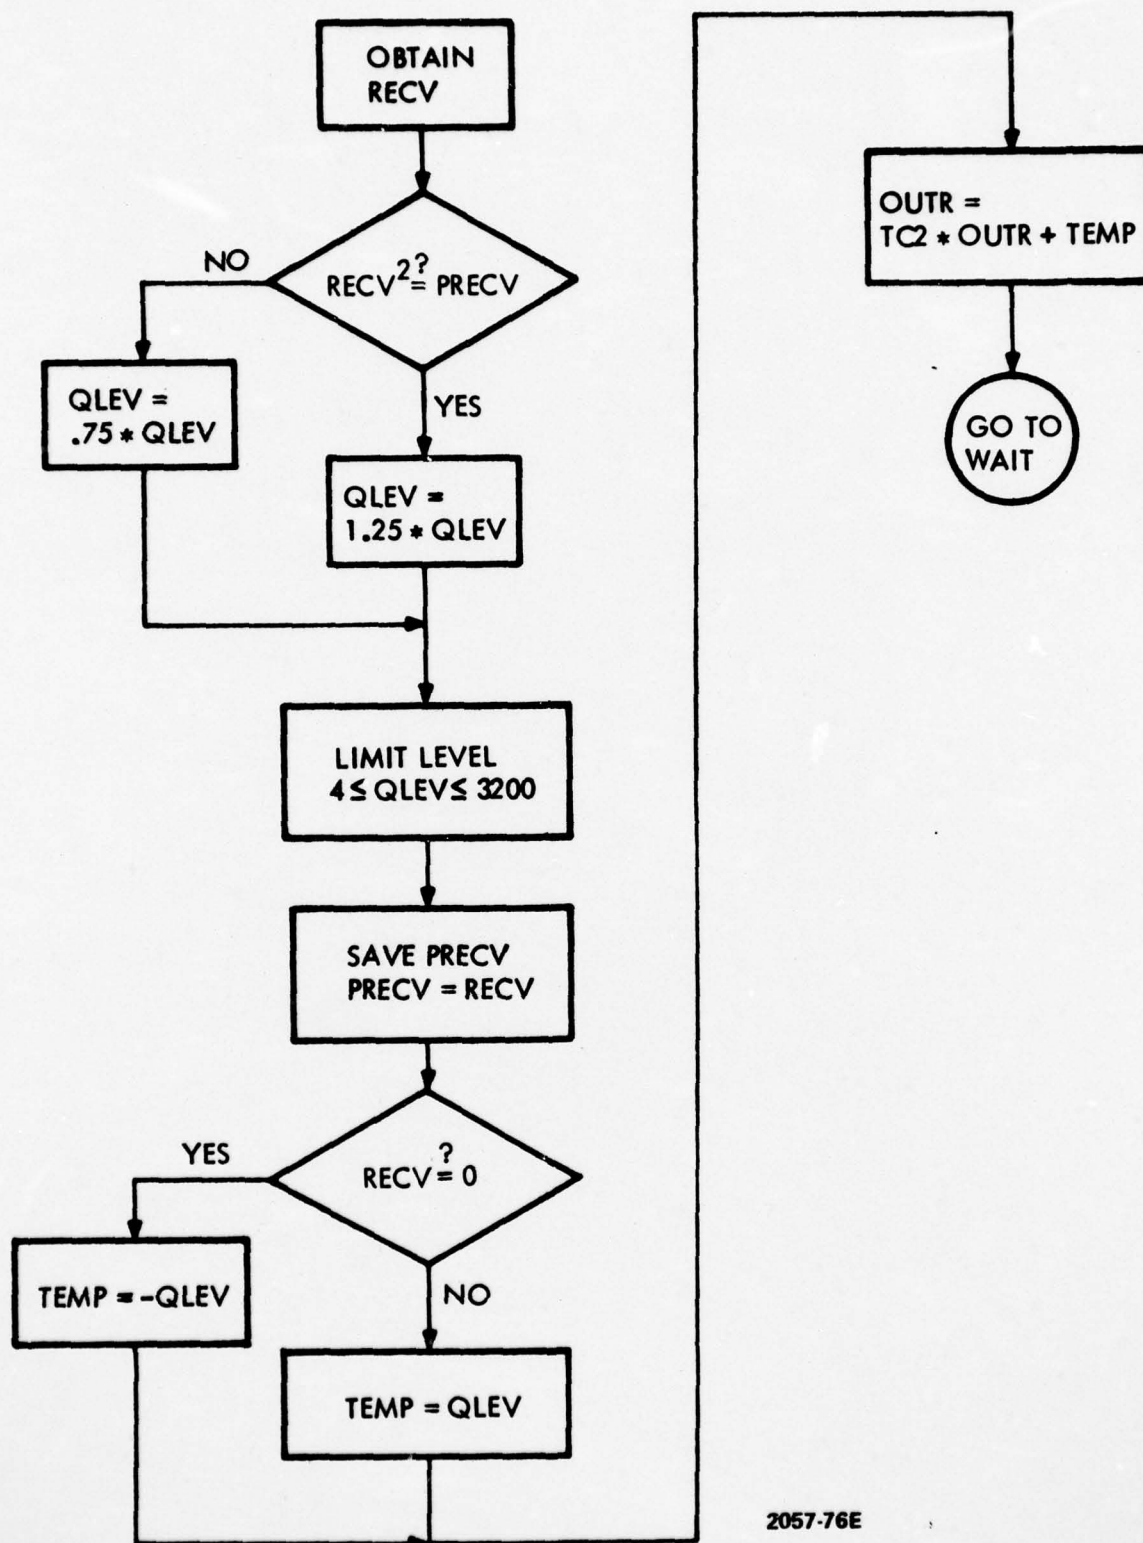 OBTAIN
RECV
RECV² ?= PRECV
NO
YES
QLEV =
.75 * QLEV
QLEV =
1.25 * QLEV
LIMIT LEVEL
4 ≤ QLEV ≤ 3200
SAVE PRECV
PRECV = RECV
RECV ?= 0
YES
NO
TEMP = -QLEV
TEMP = QLEV
OUTR =
TC2 * OUTR + TEMP
GO TO
WAIT
2057-76E